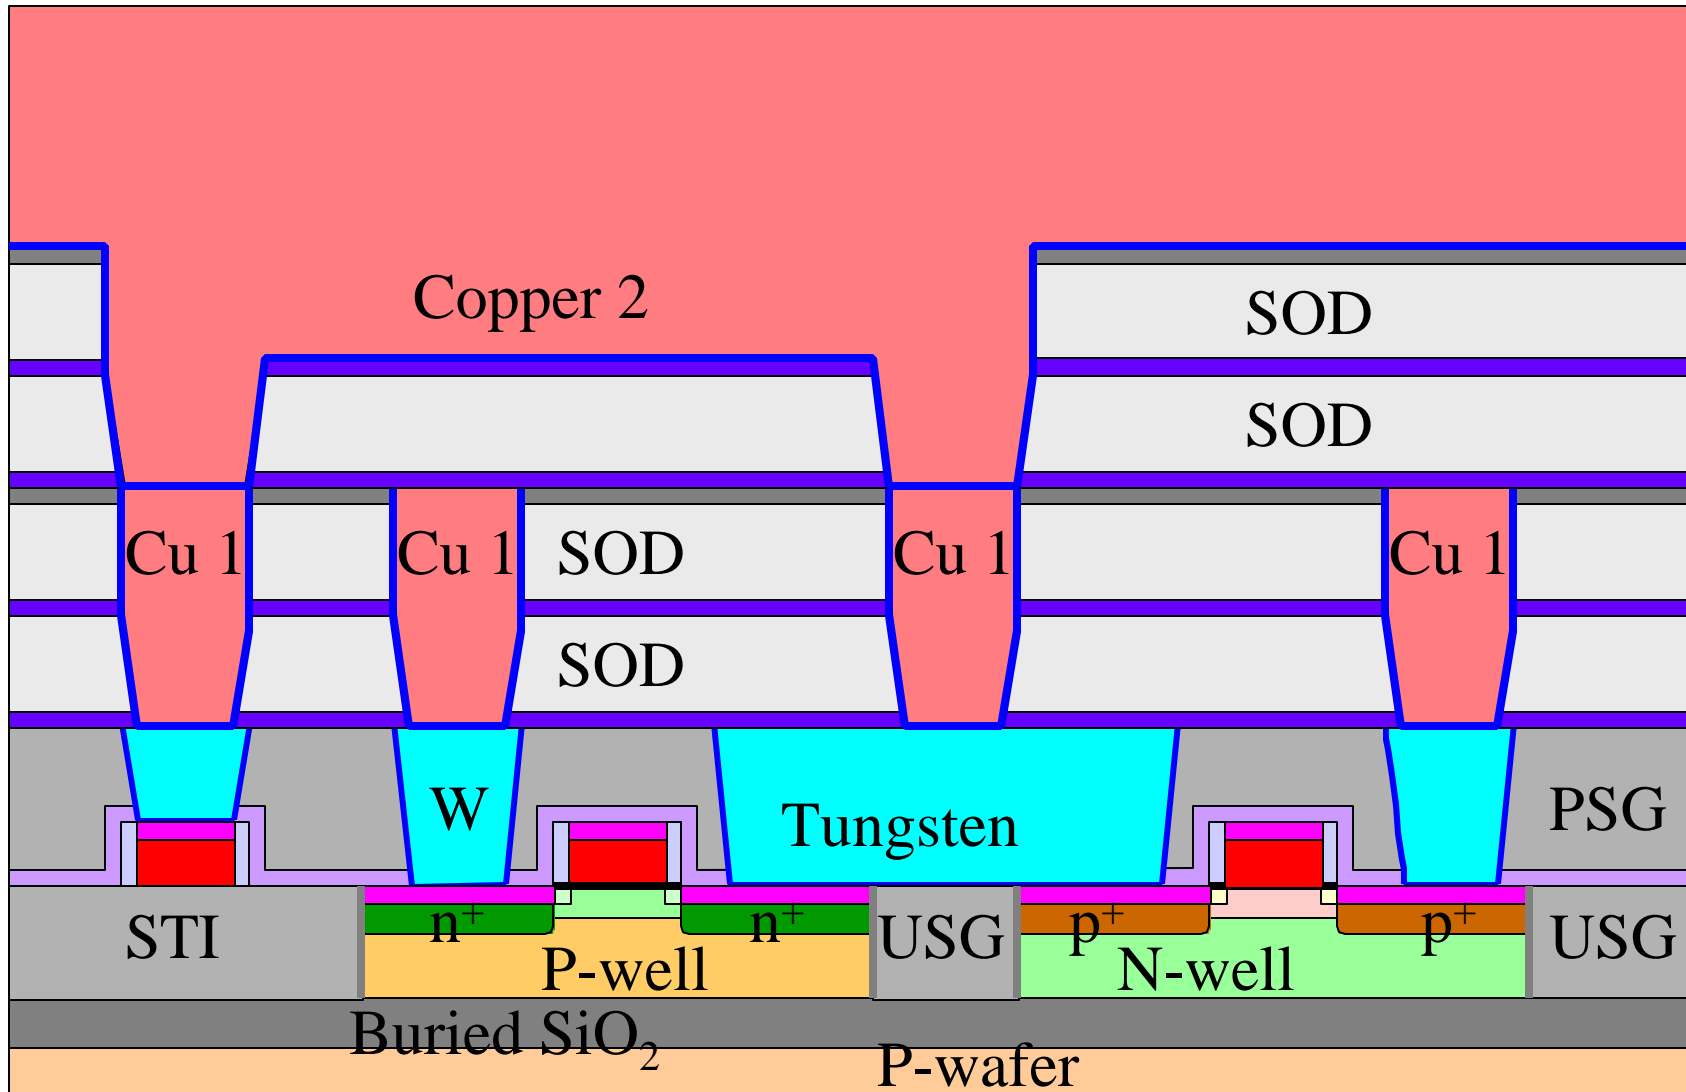 Copper 2
SOD
SOD
Cu 1 Cu 1 SOD Cu 1 Cu 1
SOD
W Tungsten PSG
n⁺ n⁺ p⁺ p⁺
STI USG USG
P-well N-well
Buried SiO₂
P-wafer